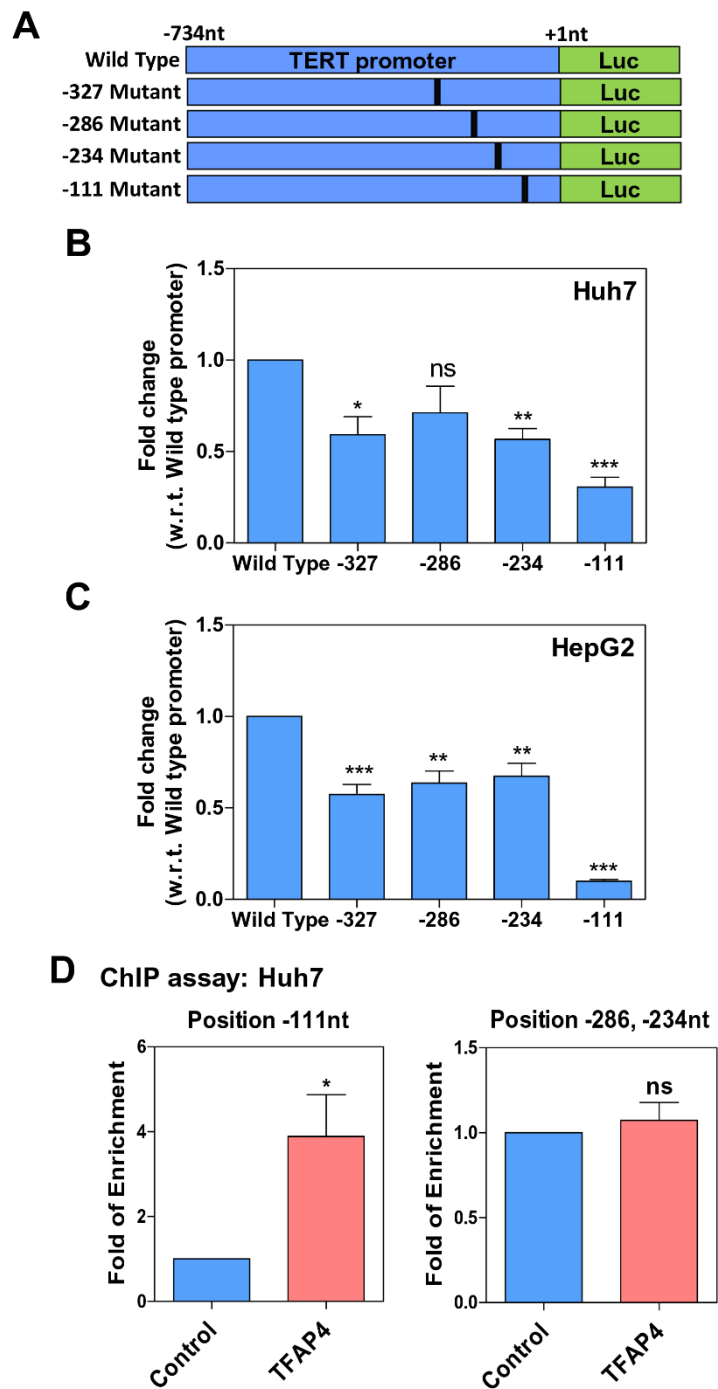 A
-734nt +1nt
Wild Type TERT promoter Luc
-327 Mutant Luc
-286 Mutant Luc
-234 Mutant Luc
-111 Mutant Luc
B
Fold change
(w.r.t. Wild type promoter)
1.5
1.0
0.5
0.0
Huh7
* ns ** ***
Wild Type -327 -286 -234 -111
C
Fold change
(w.r.t. Wild type promoter)
1.5
1.0
0.5
0.0
HepG2
*** ** ** ***
Wild Type -327 -286 -234 -111
D ChIP assay: Huh7
Position -111nt
Fold of Enrichment
6
4
2
0
*
Control TFAP4
Position -286, -234nt
Fold of Enrichment
1.5
1.0
0.5
0.0
ns
Control TFAP4